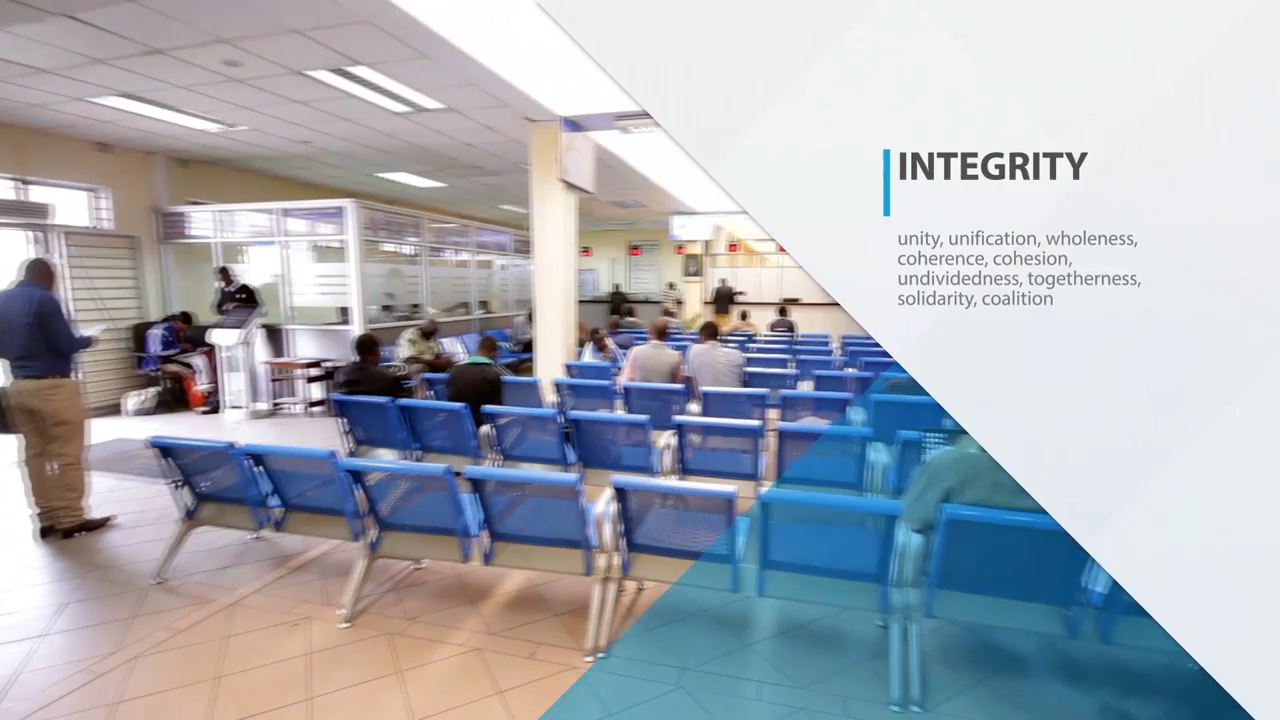 INTEGRITY
unity, unification, wholeness,
coherence, cohesion,
undividedness, togetherness,
solidarity, coalition